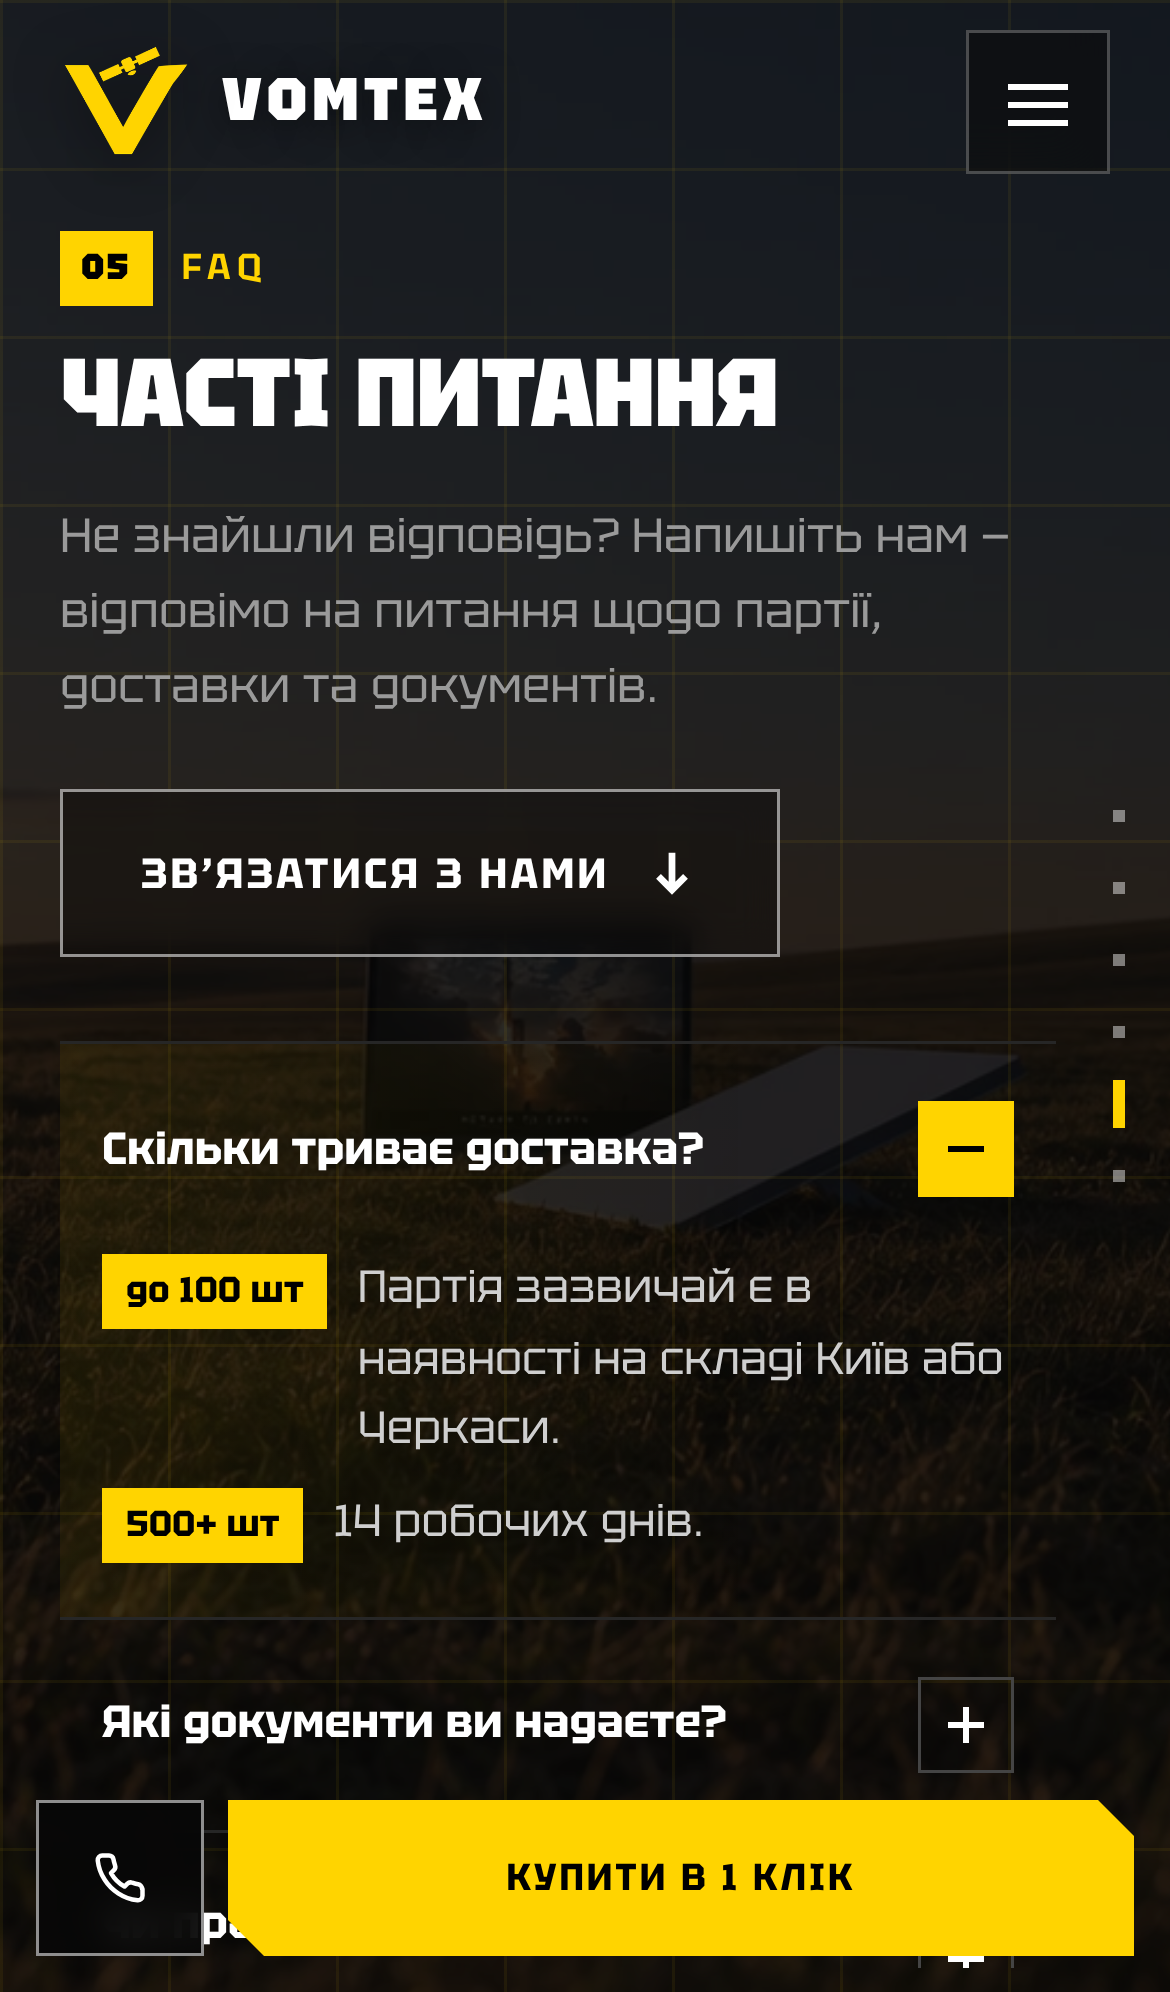 VOMTEX
05 FAQ
ЧАСТІ ПИТАННЯ
Не знайшли відповідь? Напишіть нам –
відповімо на питання щодо партії,
доставки та документів.
ЗВ’ЯЗАТИСЯ З НАМИ
Скільки триває доставка?
до 100 шт Партія зазвичай є в
наявності на складі Київ або
Черкаси.
500+ шт 14 робочих днів.
Які документи ви надаєте?
КУПИТИ В 1 КЛІК